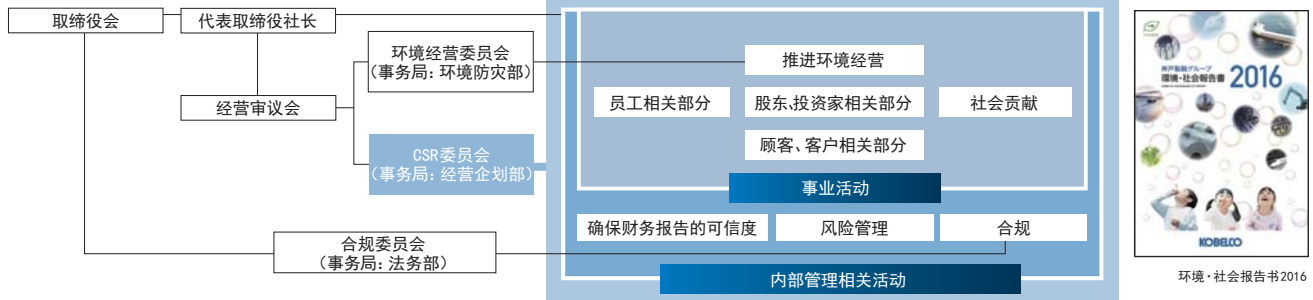 取缔役会
代表取缔役社长
环境经营委员会
（事务局：环境防灾部）
经营审议会
CSR委员会
（事务局：经营企划部）
合规委员会
（事务局：法务部）
推进环境经营
员工相关部分
股东、投资家相关部分
社会贡献
顾客、客户相关部分
事业活动
确保财务报告的可信度
风险管理
合规
内部管理相关活动
神戸製鋼グループ
環境・社会報告書
2016
KOBELCO
环境·社会报告书2016